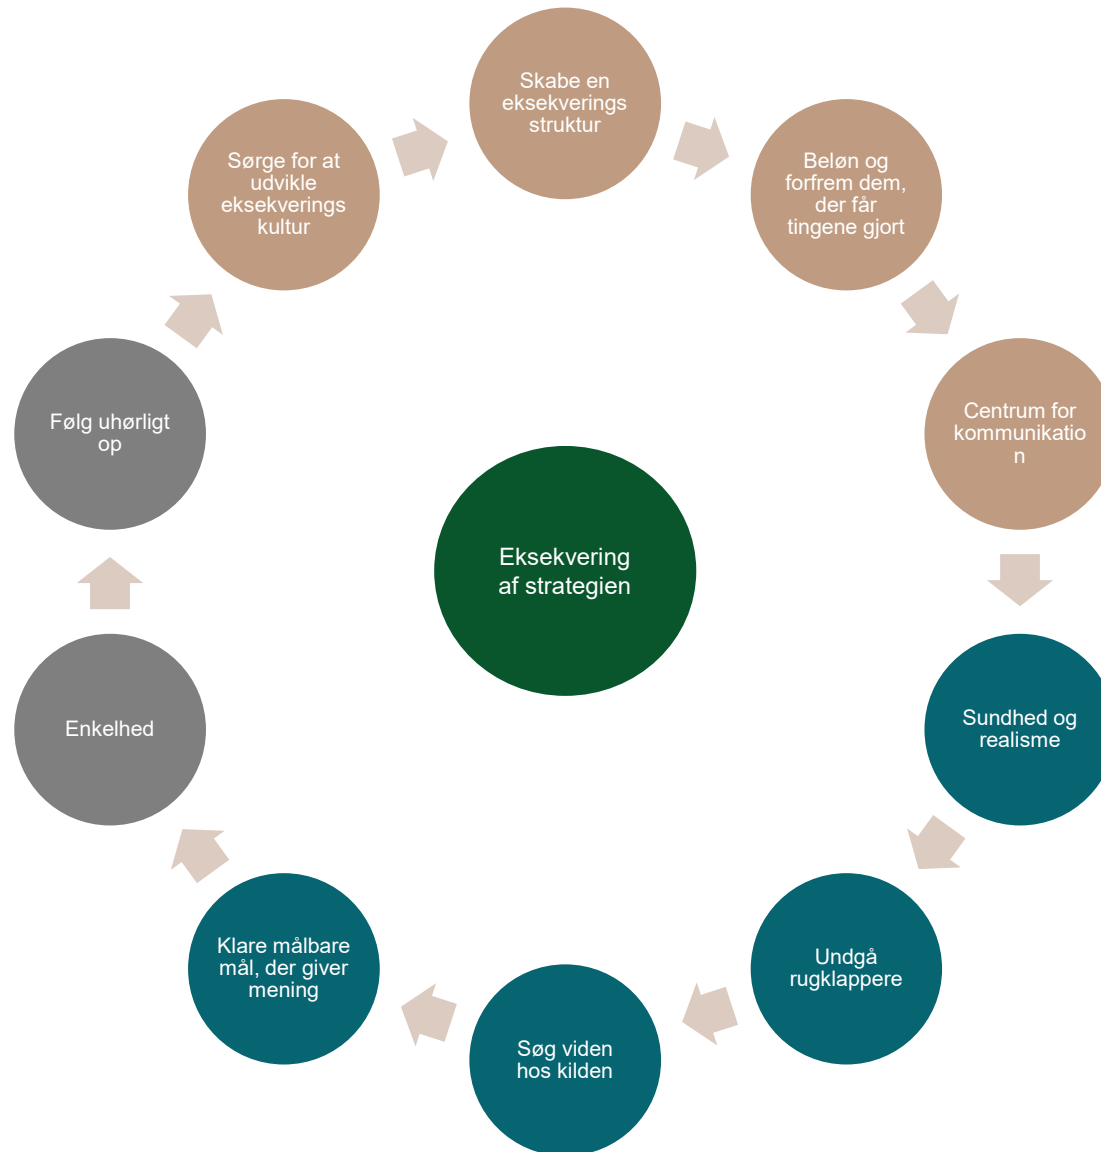 Skabe en
eksekverings
struktur
Beløn og
forfrem dem,
der får
tingene gjort
Centrum for
kommunikatio
n
Sundhed og
realisme
Undgå
rugklappere
Søg viden
hos kilden
Klare målbare
mål, der giver
mening
Enkelhed
Følg uhørligt
op
Sørge for at
udvikle
eksekverings
kultur
Eksekvering
af strategien